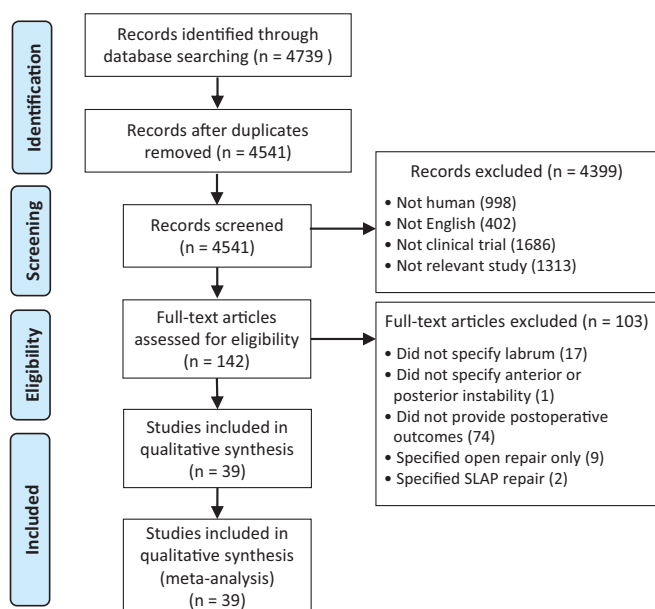 Identification
Records identified through
database searching (n = 4739 )
Records after duplicates
removed (n = 4541)
Screening
Records screened
(n = 4541)
Records excluded (n = 4399)
• Not human (998)
• Not English (402)
• Not clinical trial (1686)
• Not relevant study (1313)
Eligibility
Full-text articles
assessed for eligibility
(n = 142)
Full-text articles excluded (n = 103)
• Did not specify labrum (17)
• Did not specify anterior or
posterior instability (1)
• Did not provide postoperative
outcomes (74)
• Specified open repair only (9)
• Specified SLAP repair (2)
Included
Studies included in
qualitative synthesis
(n = 39)
Studies included in
qualitative synthesis
(meta-analysis)
(n = 39)